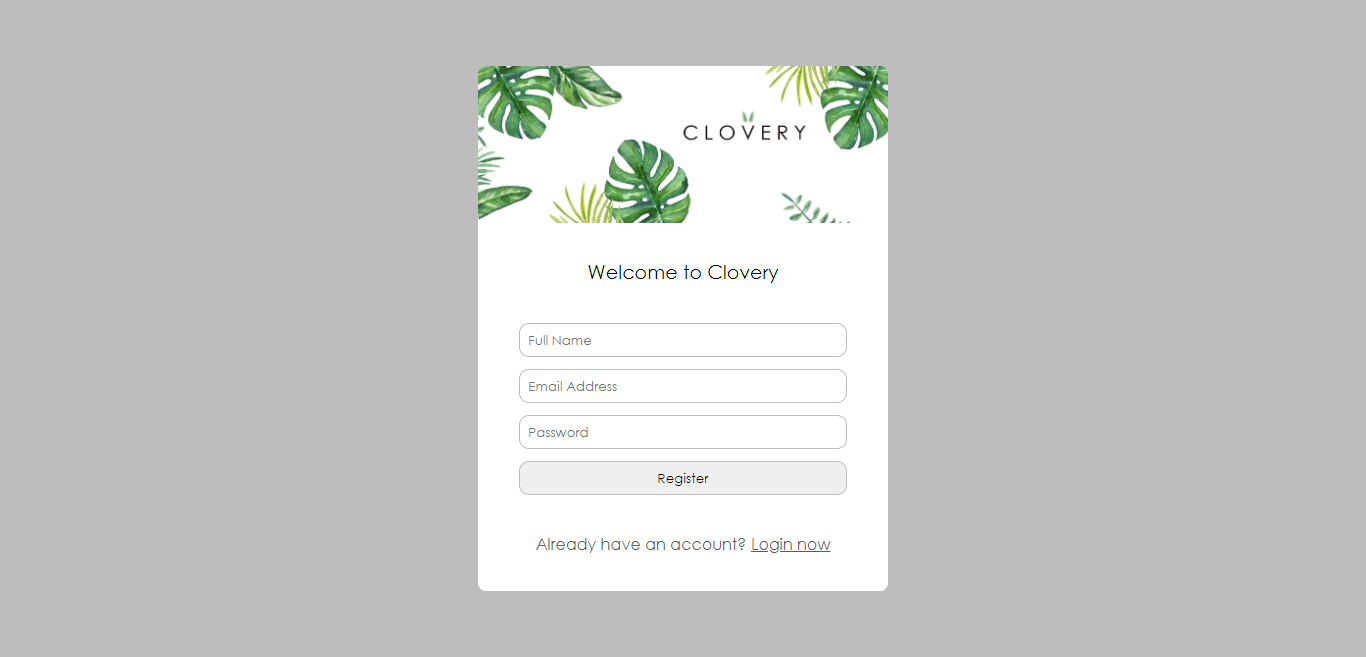 CLOVERY
Welcome to Clovery
Full Name
Email Address
Password
Register
Already have an account? Login now